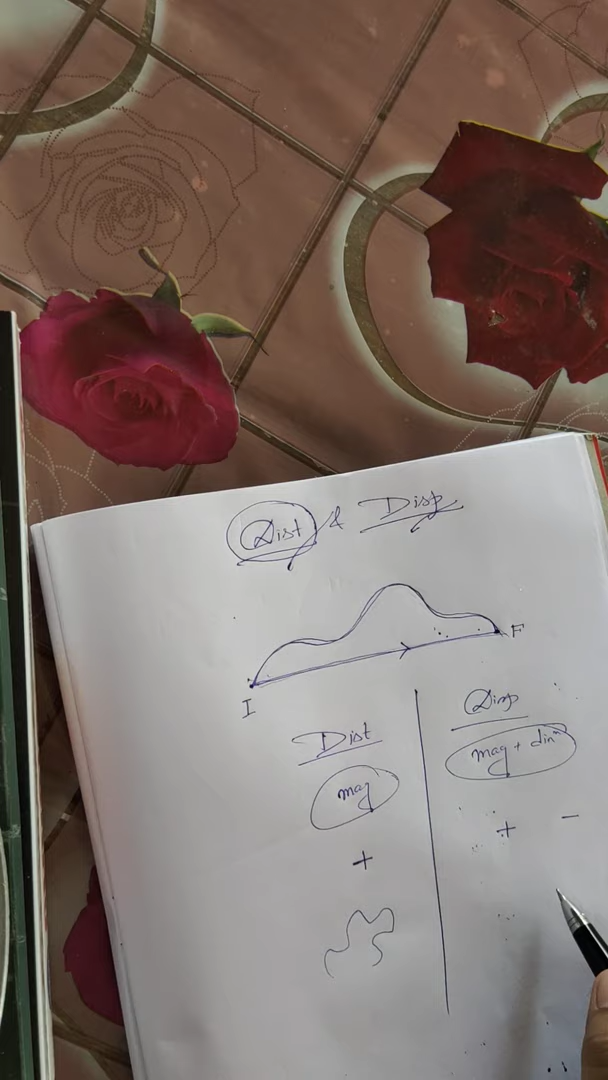 Dist & Disp
F
I
Dist
Disp
mag
mag + dirⁿ
+
+ −